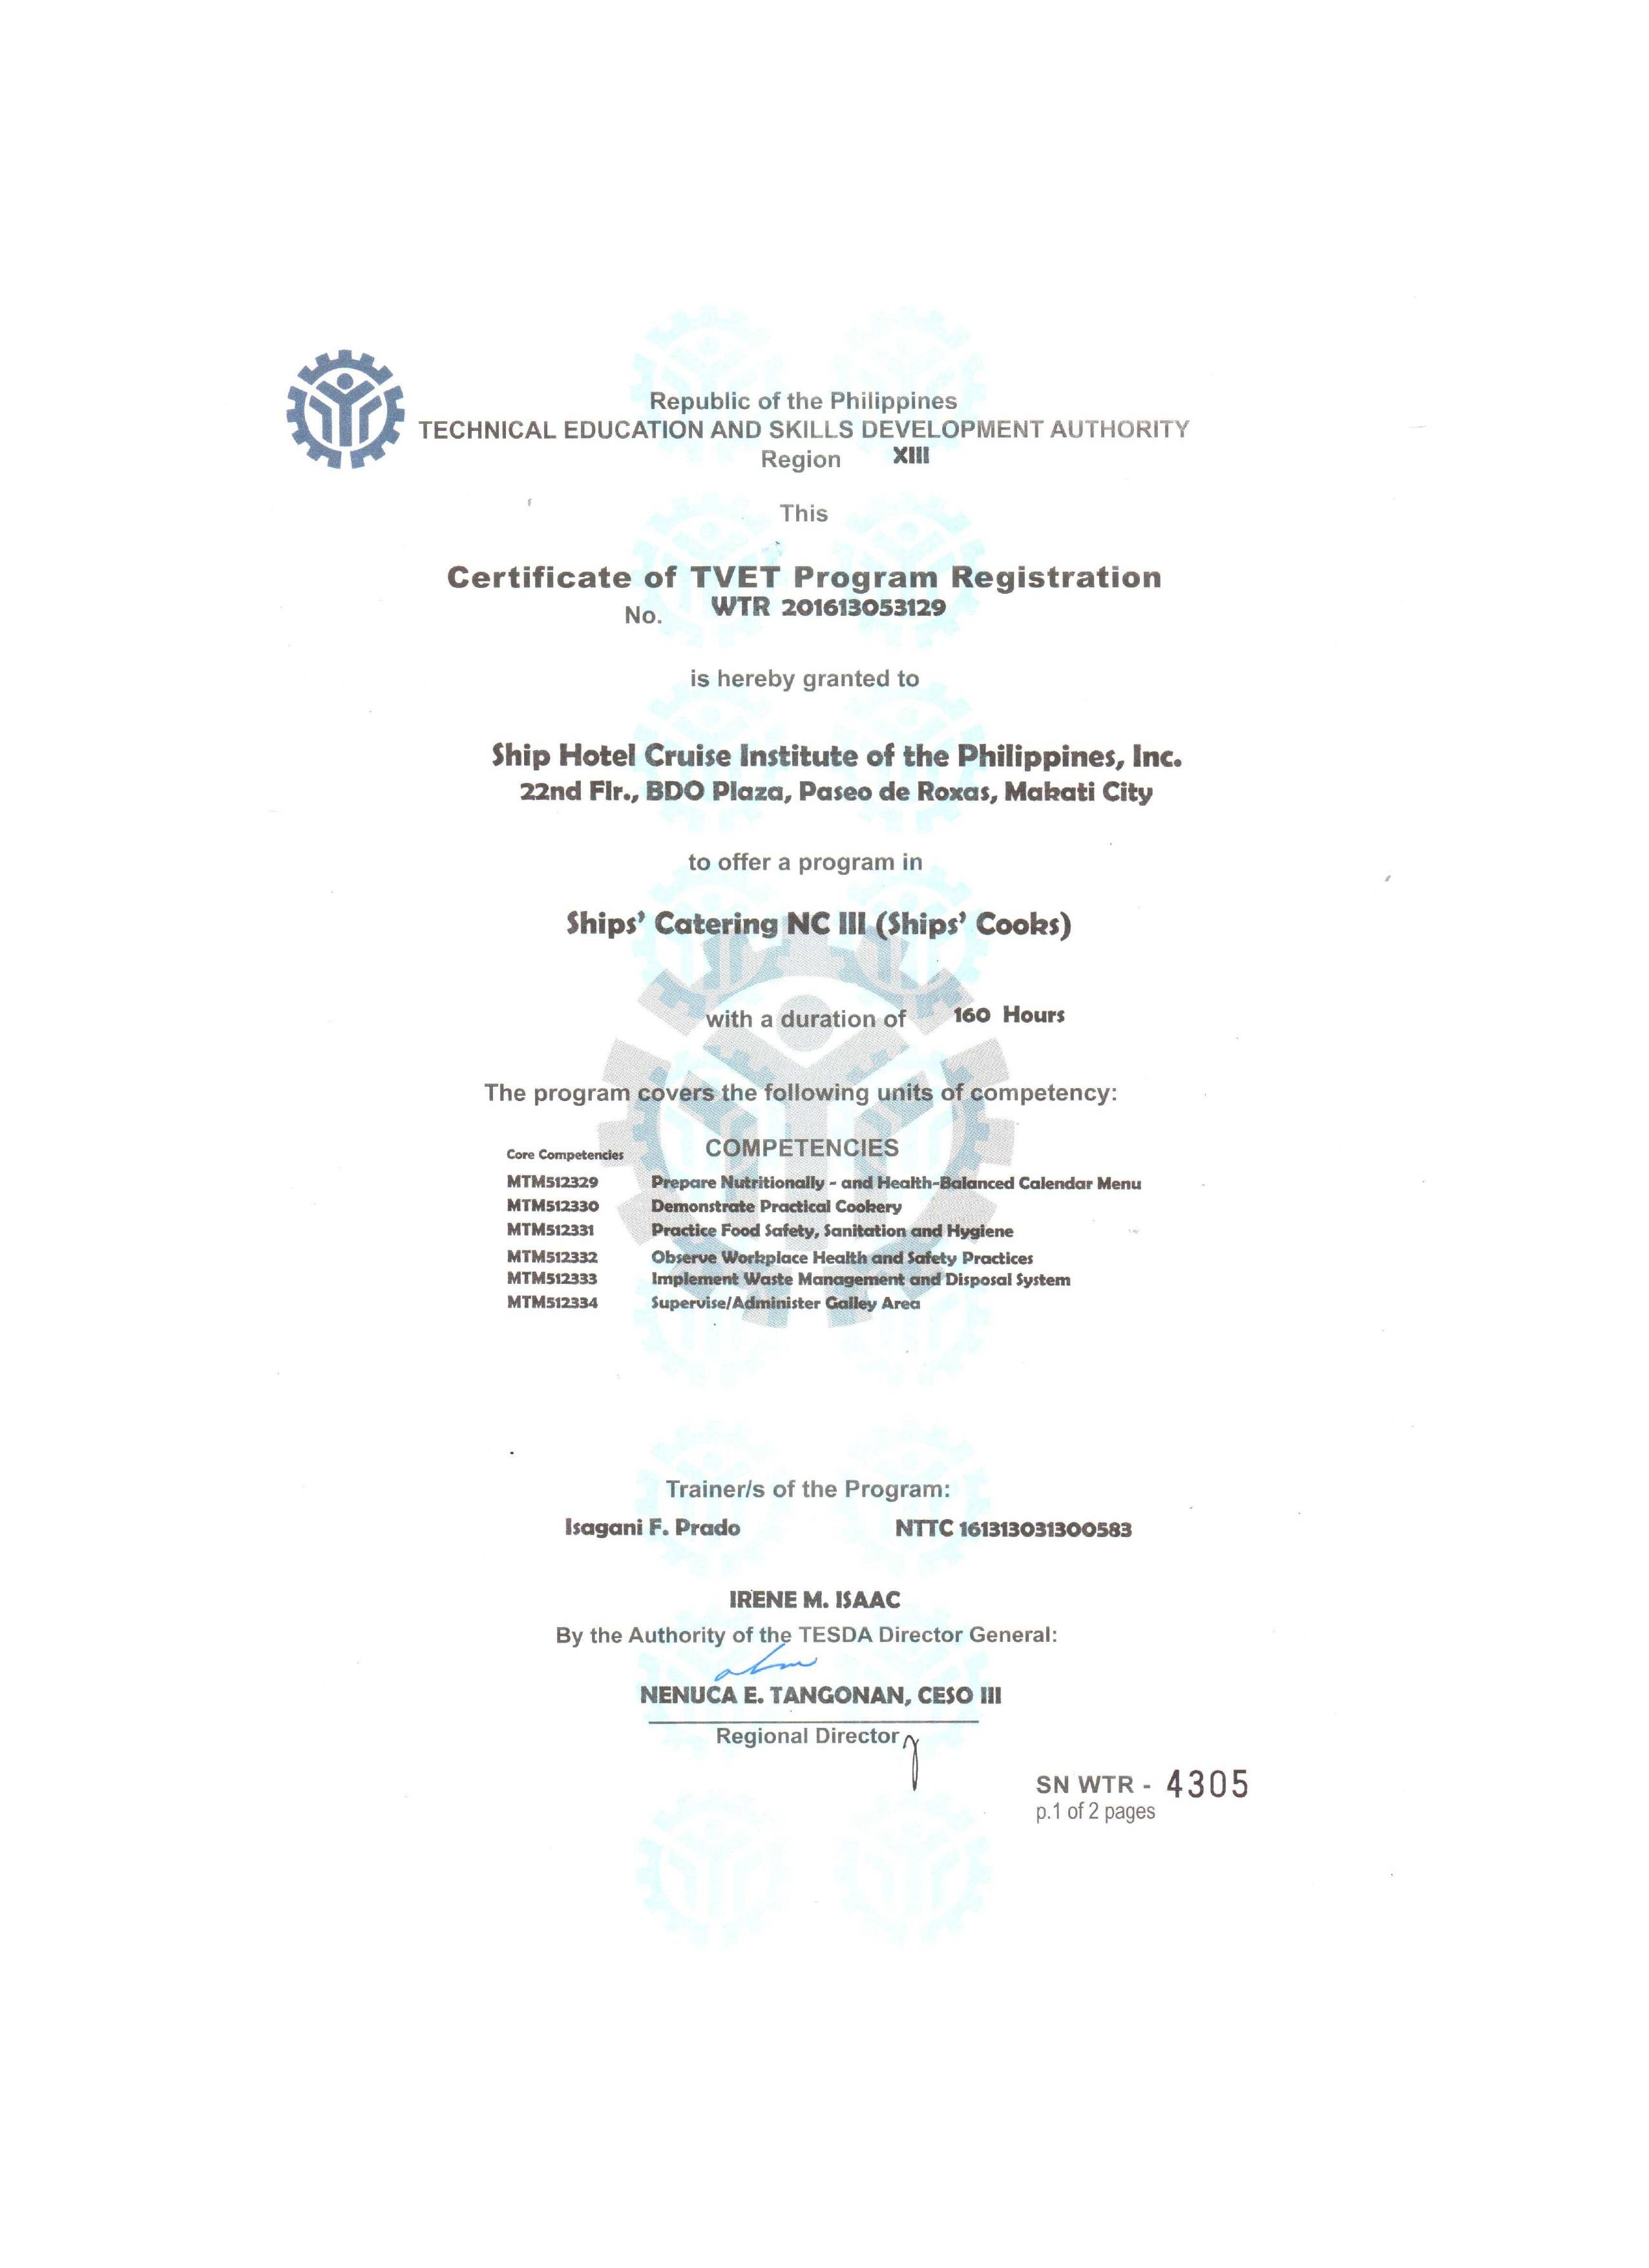 Republic of the Philippines
TECHNICAL EDUCATION AND SKILLS DEVELOPMENT AUTHORITY
Region XIII
This
Certificate of TVET Program Registration
No. WTR 201613053129
is hereby granted to
Ship Hotel Cruise Institute of the Philippines, Inc.
22nd Flr., BDO Plaza, Paseo de Roxas, Makati City
to offer a program in
Ships' Catering NC III (Ships' Cooks)
with a duration of 160 Hours
The program covers the following units of competency:
Core Competencies COMPETENCIES
MTM512329 Prepare Nutritionally - and Health-Balanced Calendar Menu
MTM512330 Demonstrate Practical Cookery
MTM512331 Practice Food Safety, Sanitation and Hygiene
MTM512332 Observe Workplace Health and Safety Practices
MTM512333 Implement Waste Management and Disposal System
MTM512334 Supervise/Administer Galley Area
Trainer/s of the Program:
Isagani F. Prado NTTC 161313031300583
IRENE M. ISAAC
By the Authority of the TESDA Director General:
NENUCA E. TANGONAN, CESO III
Regional Director
SN WTR - 4305
p.1 of 2 pages